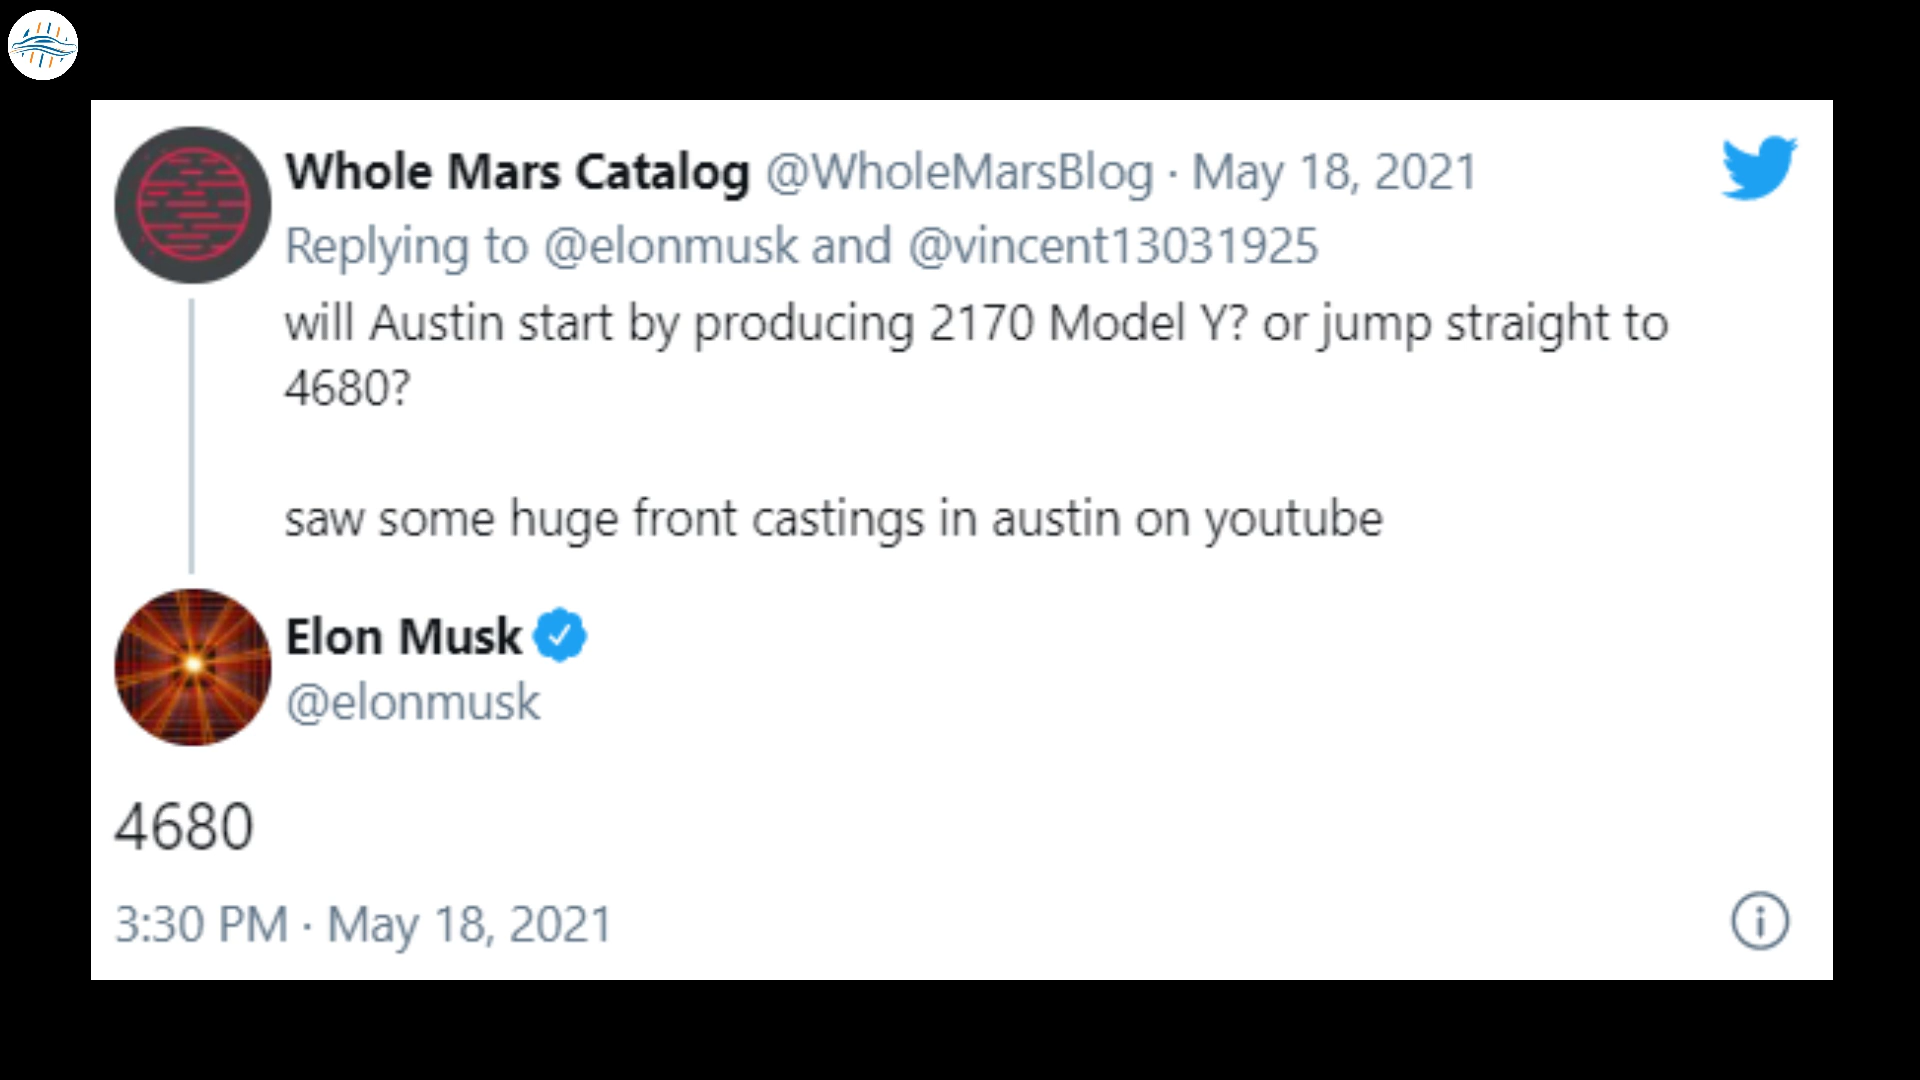 Whole Mars Catalog @WholeMarsBlog · May 18, 2021
Replying to @elonmusk and @vincent13031925
will Austin start by producing 2170 Model Y? or jump straight to
4680?
saw some huge front castings in austin on youtube
Elon Musk
@elonmusk
4680
3:30 PM · May 18, 2021